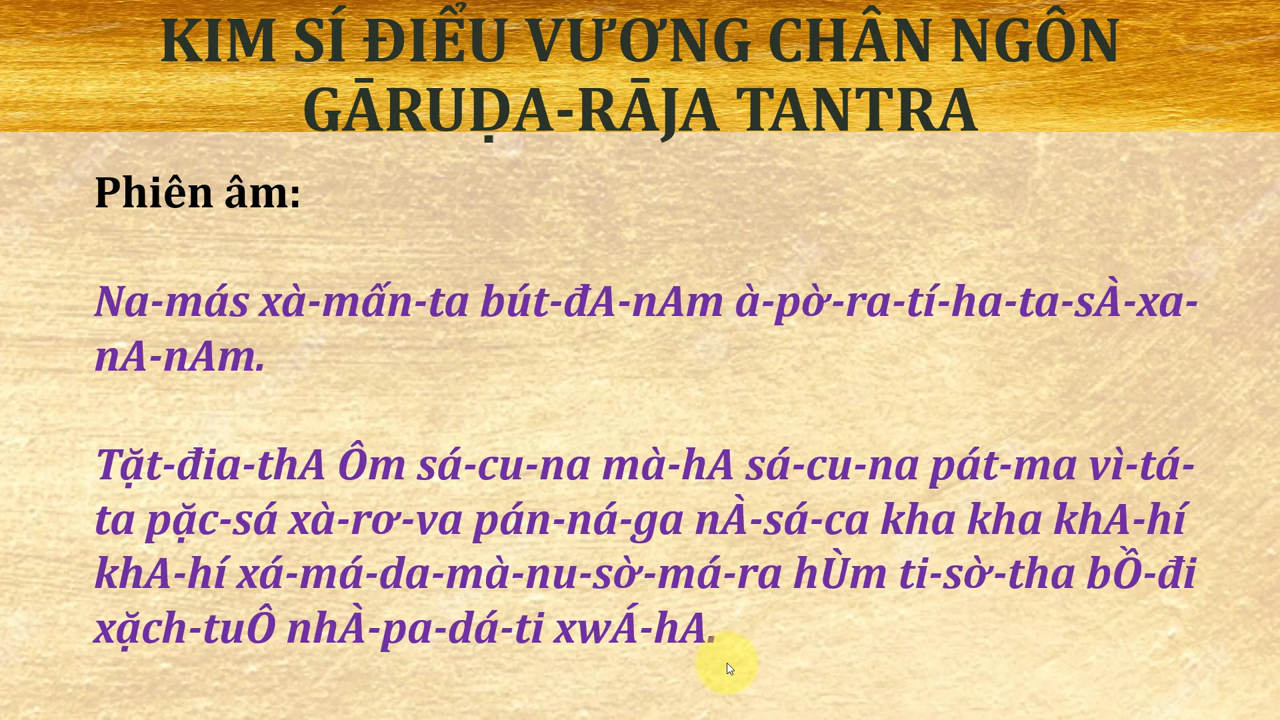 KIM SÍ ĐIỂU VƯƠNG CHÂN NGÔN
GĀRUḌA-RĀJA TANTRA
Phiên âm:
Na-más xà-mấn-ta bút-đA-nAm à-pờ-ra-tí-ha-ta-sÀ-xa-
nA-nAm.
Tặt-đia-thA Ôm sá-cu-na mà-hA sá-cu-na pát-ma vì-tá-
ta pặc-sá xà-rơ-va pán-ná-ga nÀ-sá-ca kha kha khA-hí
khA-hí xá-má-da-mà-nu-sờ-má-ra hÙm ti-sờ-tha bỒ-đi
xặch-tuÔ nhÀ-pa-dá-ti xwÁ-hA.